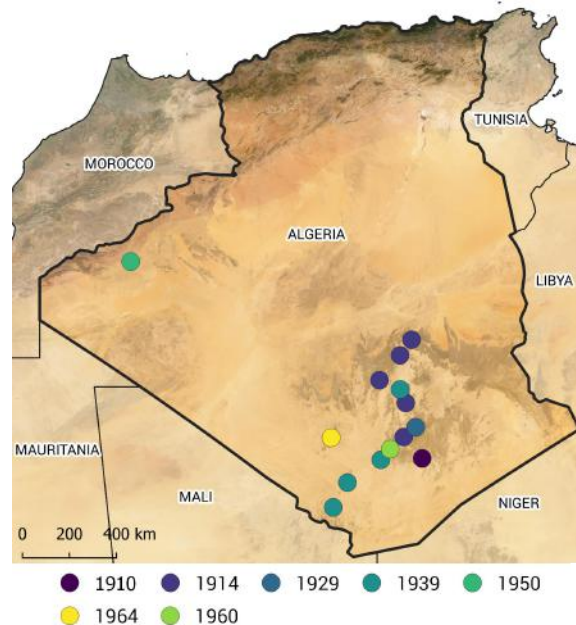 TUNISIA
MOROCCO
ALGERIA
LIBYA
MAURITANIA
MALI
NIGER
0 200 400 km
1910 1914 1929 1939 1950
1964 1960